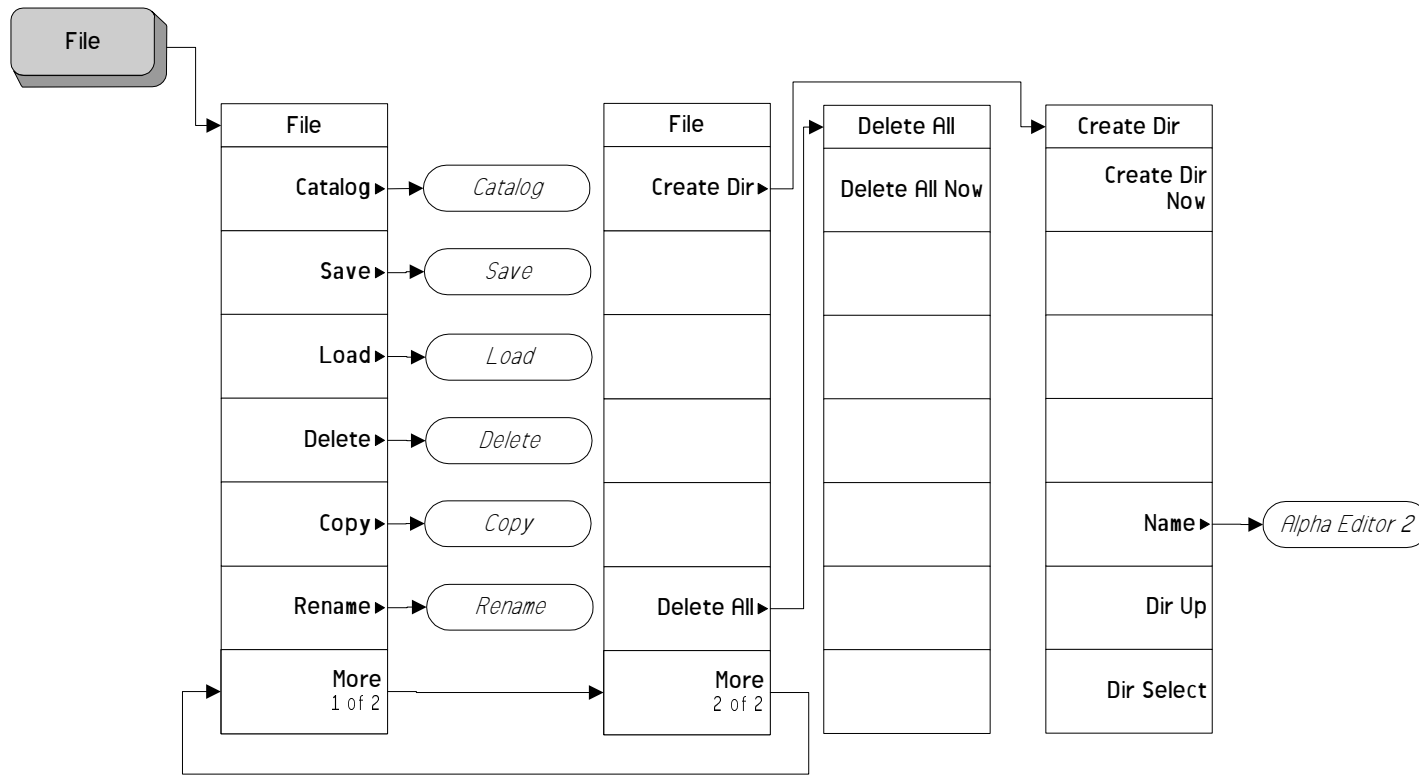 File
File
Catalog
Catalog
Save
Save
Load
Load
Delete
Delete
Copy
Copy
Rename
Rename
More
1 of 2
File
Create Dir
Delete All
More
2 of 2
Delete All
Delete All Now
Create Dir
Create Dir
Now
Name
Alpha Editor 2
Dir Up
Dir Select